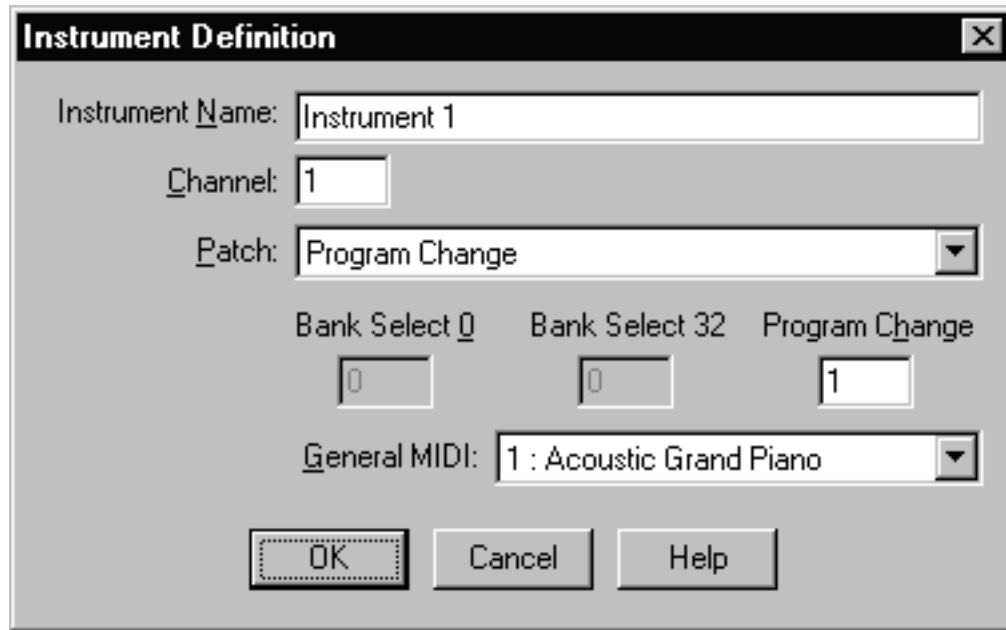 Instrument Definition
Instrument Name: Instrument 1
Channel: 1
Patch: Program Change
Bank Select 0 Bank Select 32 Program Change
0 0 1
General MIDI: 1 : Acoustic Grand Piano
OK Cancel Help